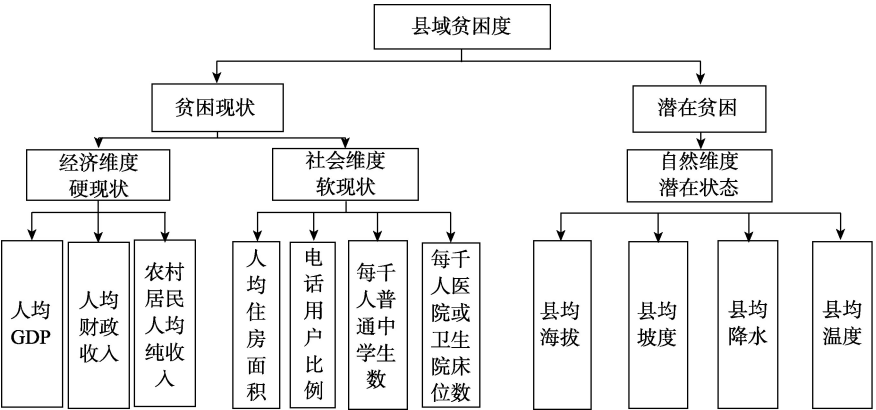 县域贫困度
贫困现状
潜在贫困
经济维度
硬现状
社会维度
软现状
自然维度
潜在状态
人均
GDP
人均
财政
收入
农村
居民
人均
纯收
入
人
均
住
房
面
积
电
话
用
户
比
例
每千
人普
通中
学生
数
每千
人医
院或
卫生
院床
位数
县均
海拔
县均
坡度
县均
降水
县均
温度